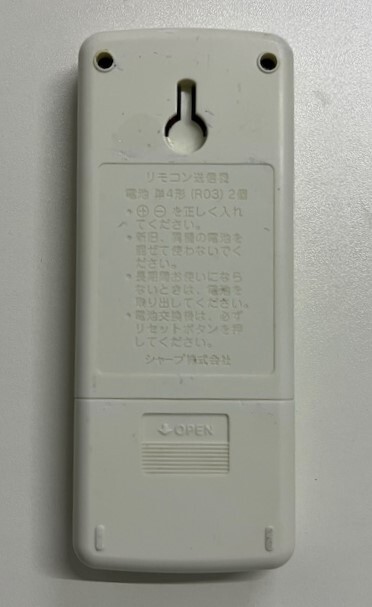 リモコン送信機
電池 単4形 (R03) 2個
・⊕ ⊖ を正しく入れ
てください。
・新旧、異種の電池を
混ぜて使わないでく
ださい。
・長期間お使いになら
ないときは、電池を
取り出してください。
・電池交換後は、必ず
リセットボタンを押
してください。
シャープ株式会社
OPEN